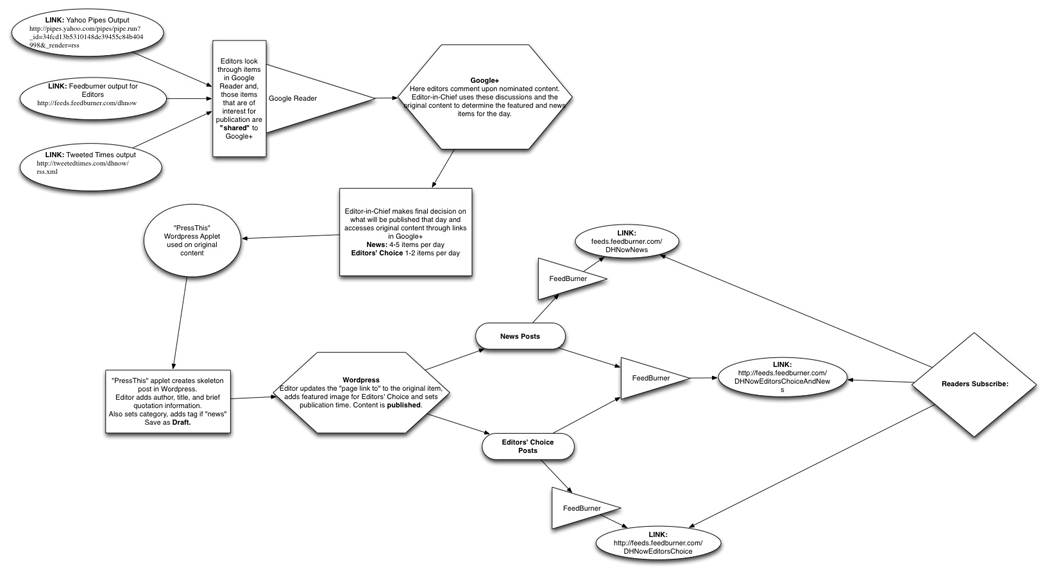 LINK: Yahoo Pipes Output
http://pipes.yahoo.com/pipes/pipe.run?
_id=34fcd13b5310148de39455c84b404
998&_render=rss
LINK: Feedburner output for
Editors
http://feeds.feedburner.com/dhnow
LINK: Tweeted Times output
http://tweetedtimes.com/dhnow/
rss.xml
Editors look
through items
in Google
Reader and,
those items
that are of
interest for
publication are
"shared" to
Google+
Google Reader
Google+
Here editors comment upon nominated content.
Editor-in-Chief uses these discussions and the
original content to determine the featured and news
items for the day.
Editor-in-Chief makes final decision on
what will be published that day and
accesses original content through links
in Google+
News: 4-5 items per day
Editors' Choice 1-2 items per day
"PressThis"
Wordpress Applet
used on original
content
"PressThis" applet creates skeleton
post in Wordpress.
Editor adds author, title, and brief
quotation information.
Also sets category, adds tag if "news"
Save as Draft.
Wordpress
Editor updates the "page link to" to the original item,
adds featured image for Editors' Choice and sets
publication time. Content is published.
News Posts
Editors' Choice
Posts
FeedBurner
FeedBurner
FeedBurner
LINK:
feeds.feedburner.com/
DHNowNews
LINK:
http://feeds.feedburner.com/
DHNowEditorsChoiceAndNew
s
LINK:
http://feeds.feedburner.com/
DHNowEditorsChoice
Readers Subscribe: